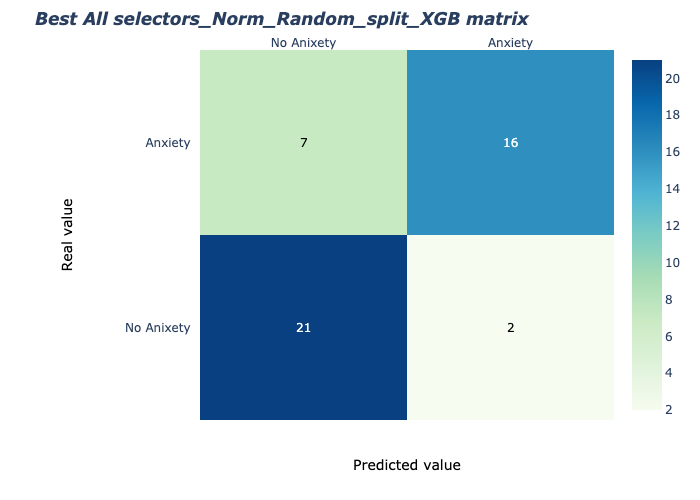 Best All selectors_Norm_Random_split_XGB matrix
No Anixety Anxiety
20
18
16
14
12
10
8
6
4
2
Real value
Anxiety 7 16
No Anixety 21 2
Predicted value